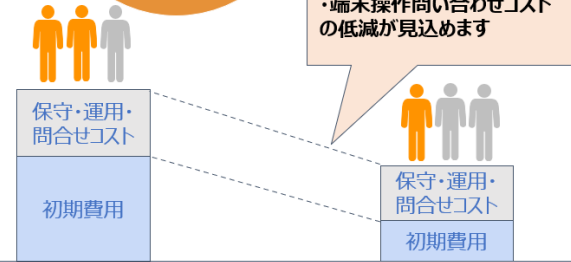 ・端末操作問い合わせコスト
の低減が見込めます
保守・運用・
問合せコスト
初期費用
保守・運用・
問合せコスト
初期費用